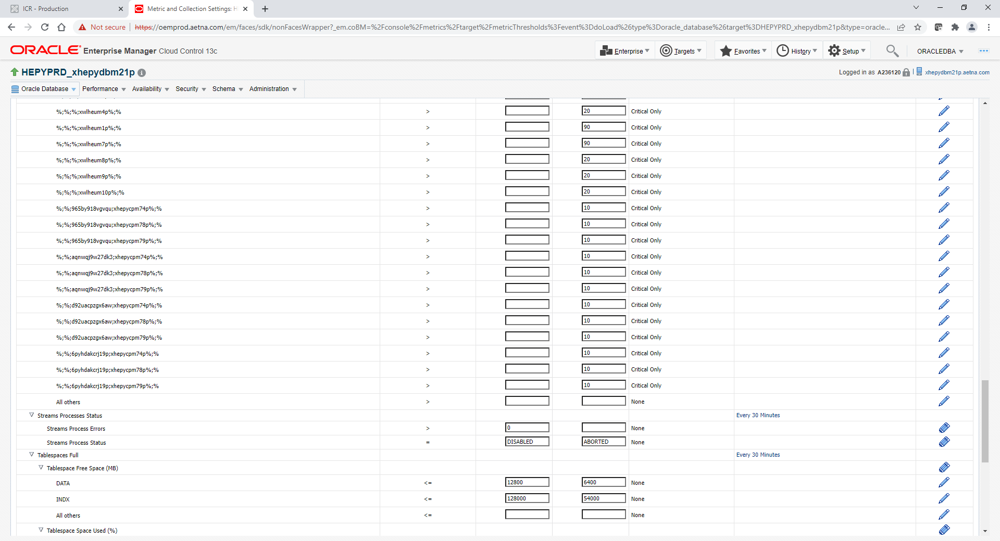 ICR - Production
Metric and Collection Settings: H
Not secure https://oemprod.aetna.com/em/faces/sdk/nonFacesWrapper?_em.coBM=%2Fconsole%2Fmetrics%2Ftarget%2FmetricThresholds%3Fevent%3DdoLoad%26type%3Doracle_database%26target%3DHEPYPRD_xhepydbm21p&type=oracle...
ORACLE Enterprise Manager Cloud Control 13c
Enterprise Targets Favorites History Setup ORACLEDBA
HEPYPRD_xhepydbm21p
Logged in as A236120 xhepydbm21p.aetna.com
Oracle Database Performance Availability Security Schema Administration
%;%;%;xwlheum4p%;% > 20 Critical Only
%;%;%;xwlheum1p%;% > 90 Critical Only
%;%;%;xwlheum7p%;% > 90 Critical Only
%;%;%;xwlheum8p%;% > 20 Critical Only
%;%;%;xwlheum9p%;% > 20 Critical Only
%;%;%;xwlheum10p%;% > 20 Critical Only
%;%;965by918vgvqu;xhepycpm74p%;% > 10 Critical Only
%;%;965by918vgvqu;xhepycpm78p%;% > 10 Critical Only
%;%;965by918vgvqu;xhepycpm79p%;% > 10 Critical Only
%;%;aqnwqj9w27dk3;xhepycpm74p%;% > 10 Critical Only
%;%;aqnwqj9w27dk3;xhepycpm78p%;% > 10 Critical Only
%;%;aqnwqj9w27dk3;xhepycpm79p%;% > 10 Critical Only
%;%;d92uacpzgx6aw;xhepycpm74p%;% > 10 Critical Only
%;%;d92uacpzgx6aw;xhepycpm78p%;% > 10 Critical Only
%;%;d92uacpzgx6aw;xhepycpm79p%;% > 10 Critical Only
%;%;6pyhdakcrj19p;xhepycpm74p%;% > 10 Critical Only
%;%;6pyhdakcrj19p;xhepycpm78p%;% > 10 Critical Only
%;%;6pyhdakcrj19p;xhepycpm79p%;% > 10 Critical Only
All others > None
Streams Processes Status Every 30 Minutes
Streams Process Errors > 0 None
Streams Process Status = DISABLED ABORTED None
Tablespaces Full Every 30 Minutes
Tablespace Free Space (MB)
DATA <= 12800 6400 None
INDX <= 128000 54000 None
All others <= None
Tablespace Space Used (%)